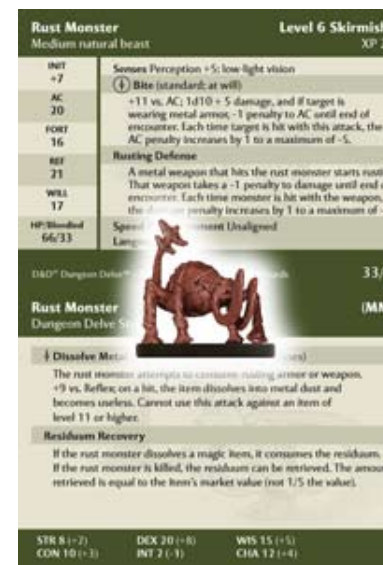 Rust Monster Level 6 Skirmish
Medium natural beast XP
INIT
+7
AC
20
FORT
16
REF
21
WILL
17
HP/Bloodied
66/33
Senses Perception +5; low-light vision
Bite (standard; at will)
+11 vs. AC; 1d10 + 5 damage, and if target is
wearing metal armor, -1 penalty to AC until end of
encounter. Each time target is hit with this attack, the
AC penalty increases by 1 to a maximum of -5.
Rusting Defense
A metal weapon that hits the rust monster starts rusti
That weapon takes a -1 penalty to damage until end
encounter. Each time monster is hit with the weapon,
the penalty increases by 1 to a maximum of
Speed Unaligned
Lang
D&D Dungeon Delve 33/
Rust Monster (MM
Dungeon Delve
Dissolve Metal
The rust monster attempts to consume rusting armor or weapon.
+9 vs. Reflex; on a hit, the item dissolves into metal dust and
becomes useless. Cannot use this attack against an item of
level 11 or higher.
Residuum Recovery
If the rust monster dissolves a magic item, it consumes the residuum.
If the rust monster is killed, the residuum can be retrieved. The amou
retrieved is equal to the item's market value (not 1/5 the value).
STR 8 (+2) DEX 20 (+8) WIS 15 (+5)
CON 10 (+3) INT 2 (-1) CHA 12 (+4)